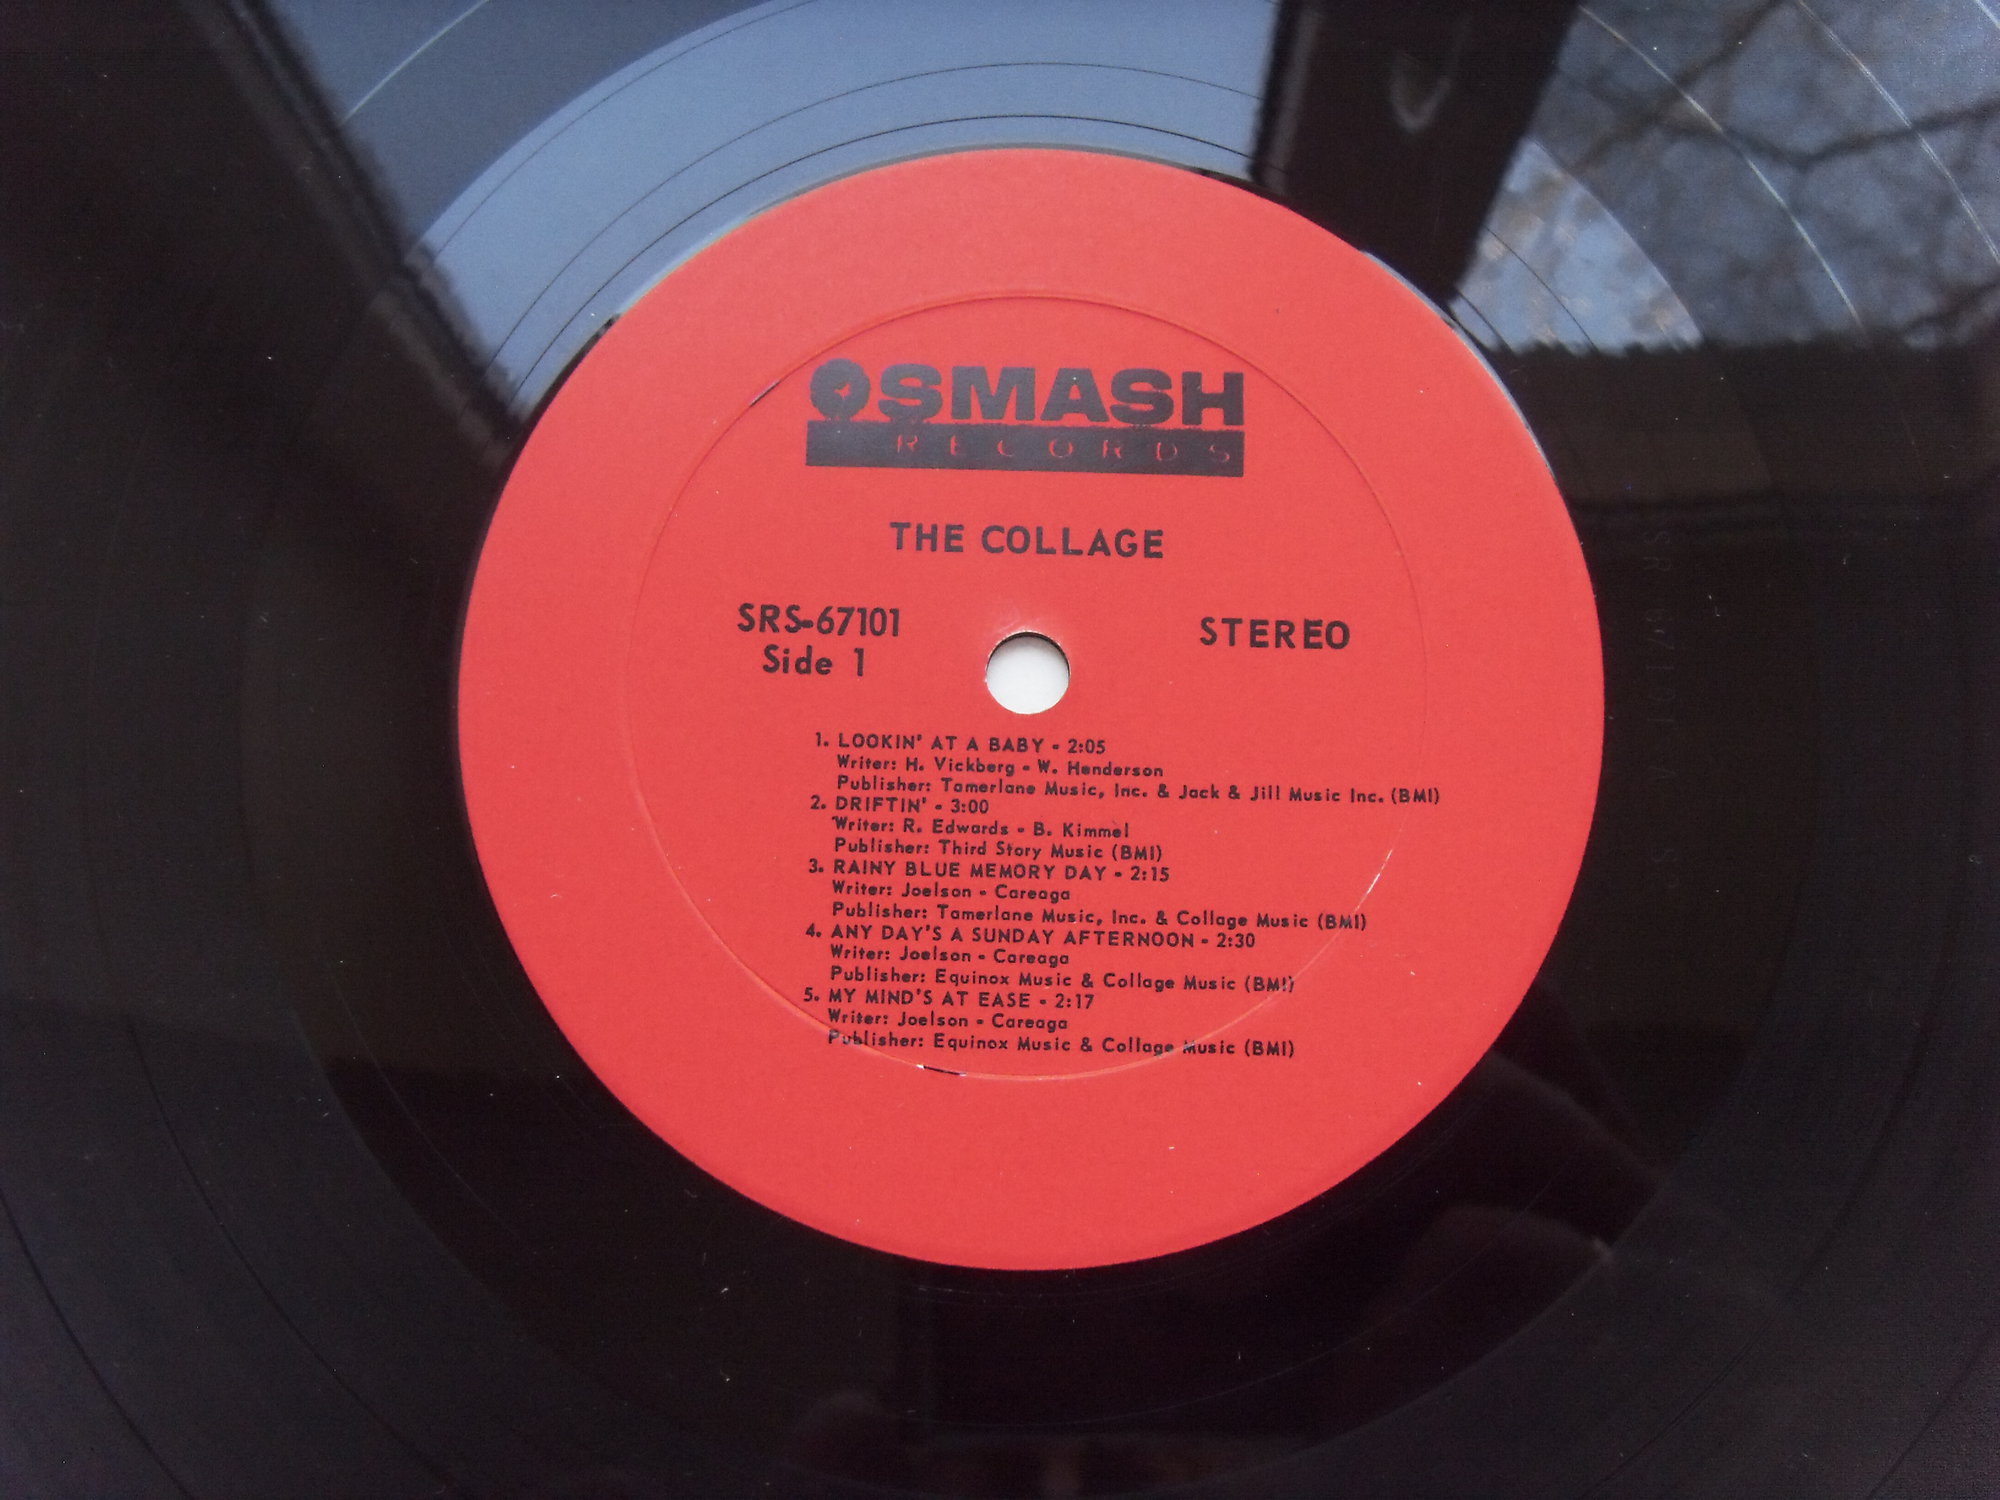 SMASH
RECORDS
THE COLLAGE
SRS-67101
STEREO
Side 1
1. LOOKIN' AT A BABY - 2:05
Writer: H. Vickberg - W. Henderson
Publisher: Tamerlane Music, Inc. & Jack & Jill Music Inc. (BMI)
2. DRIFTIN' - 3:00
Writer: R. Edwards - B. Kimmel
Publisher: Third Story Music (BMI)
3. RAINY BLUE MEMORY DAY - 2:15
Writer: Joelson - Careaga
Publisher: Tamerlane Music, Inc. & Collage Music (BMI)
4. ANY DAY'S A SUNDAY AFTERNOON - 2:30
Writer: Joelson - Careaga
Publisher: Equinox Music & Collage Music (BMI)
5. MY MIND'S AT EASE - 2:17
Writer: Joelson - Careaga
Publisher: Equinox Music & Collage Music (BMI)